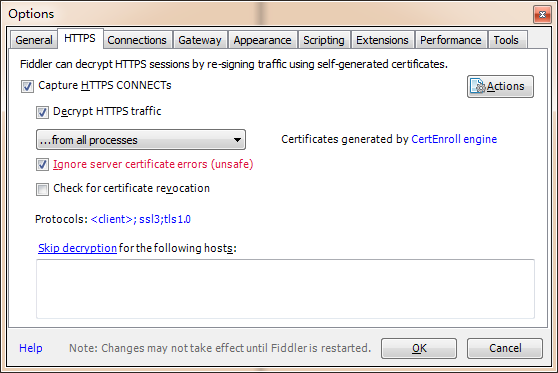 Options
General HTTPS Connections Gateway Appearance Scripting Extensions Performance Tools
Fiddler can decrypt HTTPS sessions by re-signing traffic using self-generated certificates.
Capture HTTPS CONNECTs
Actions
Decrypt HTTPS traffic
...from all processes
Certificates generated by CertEnroll engine
Ignore server certificate errors (unsafe)
Check for certificate revocation
Protocols: <client>; ssl3;tls1.0
Skip decryption for the following hosts:
Help
Note: Changes may not take effect until Fiddler is restarted.
OK
Cancel